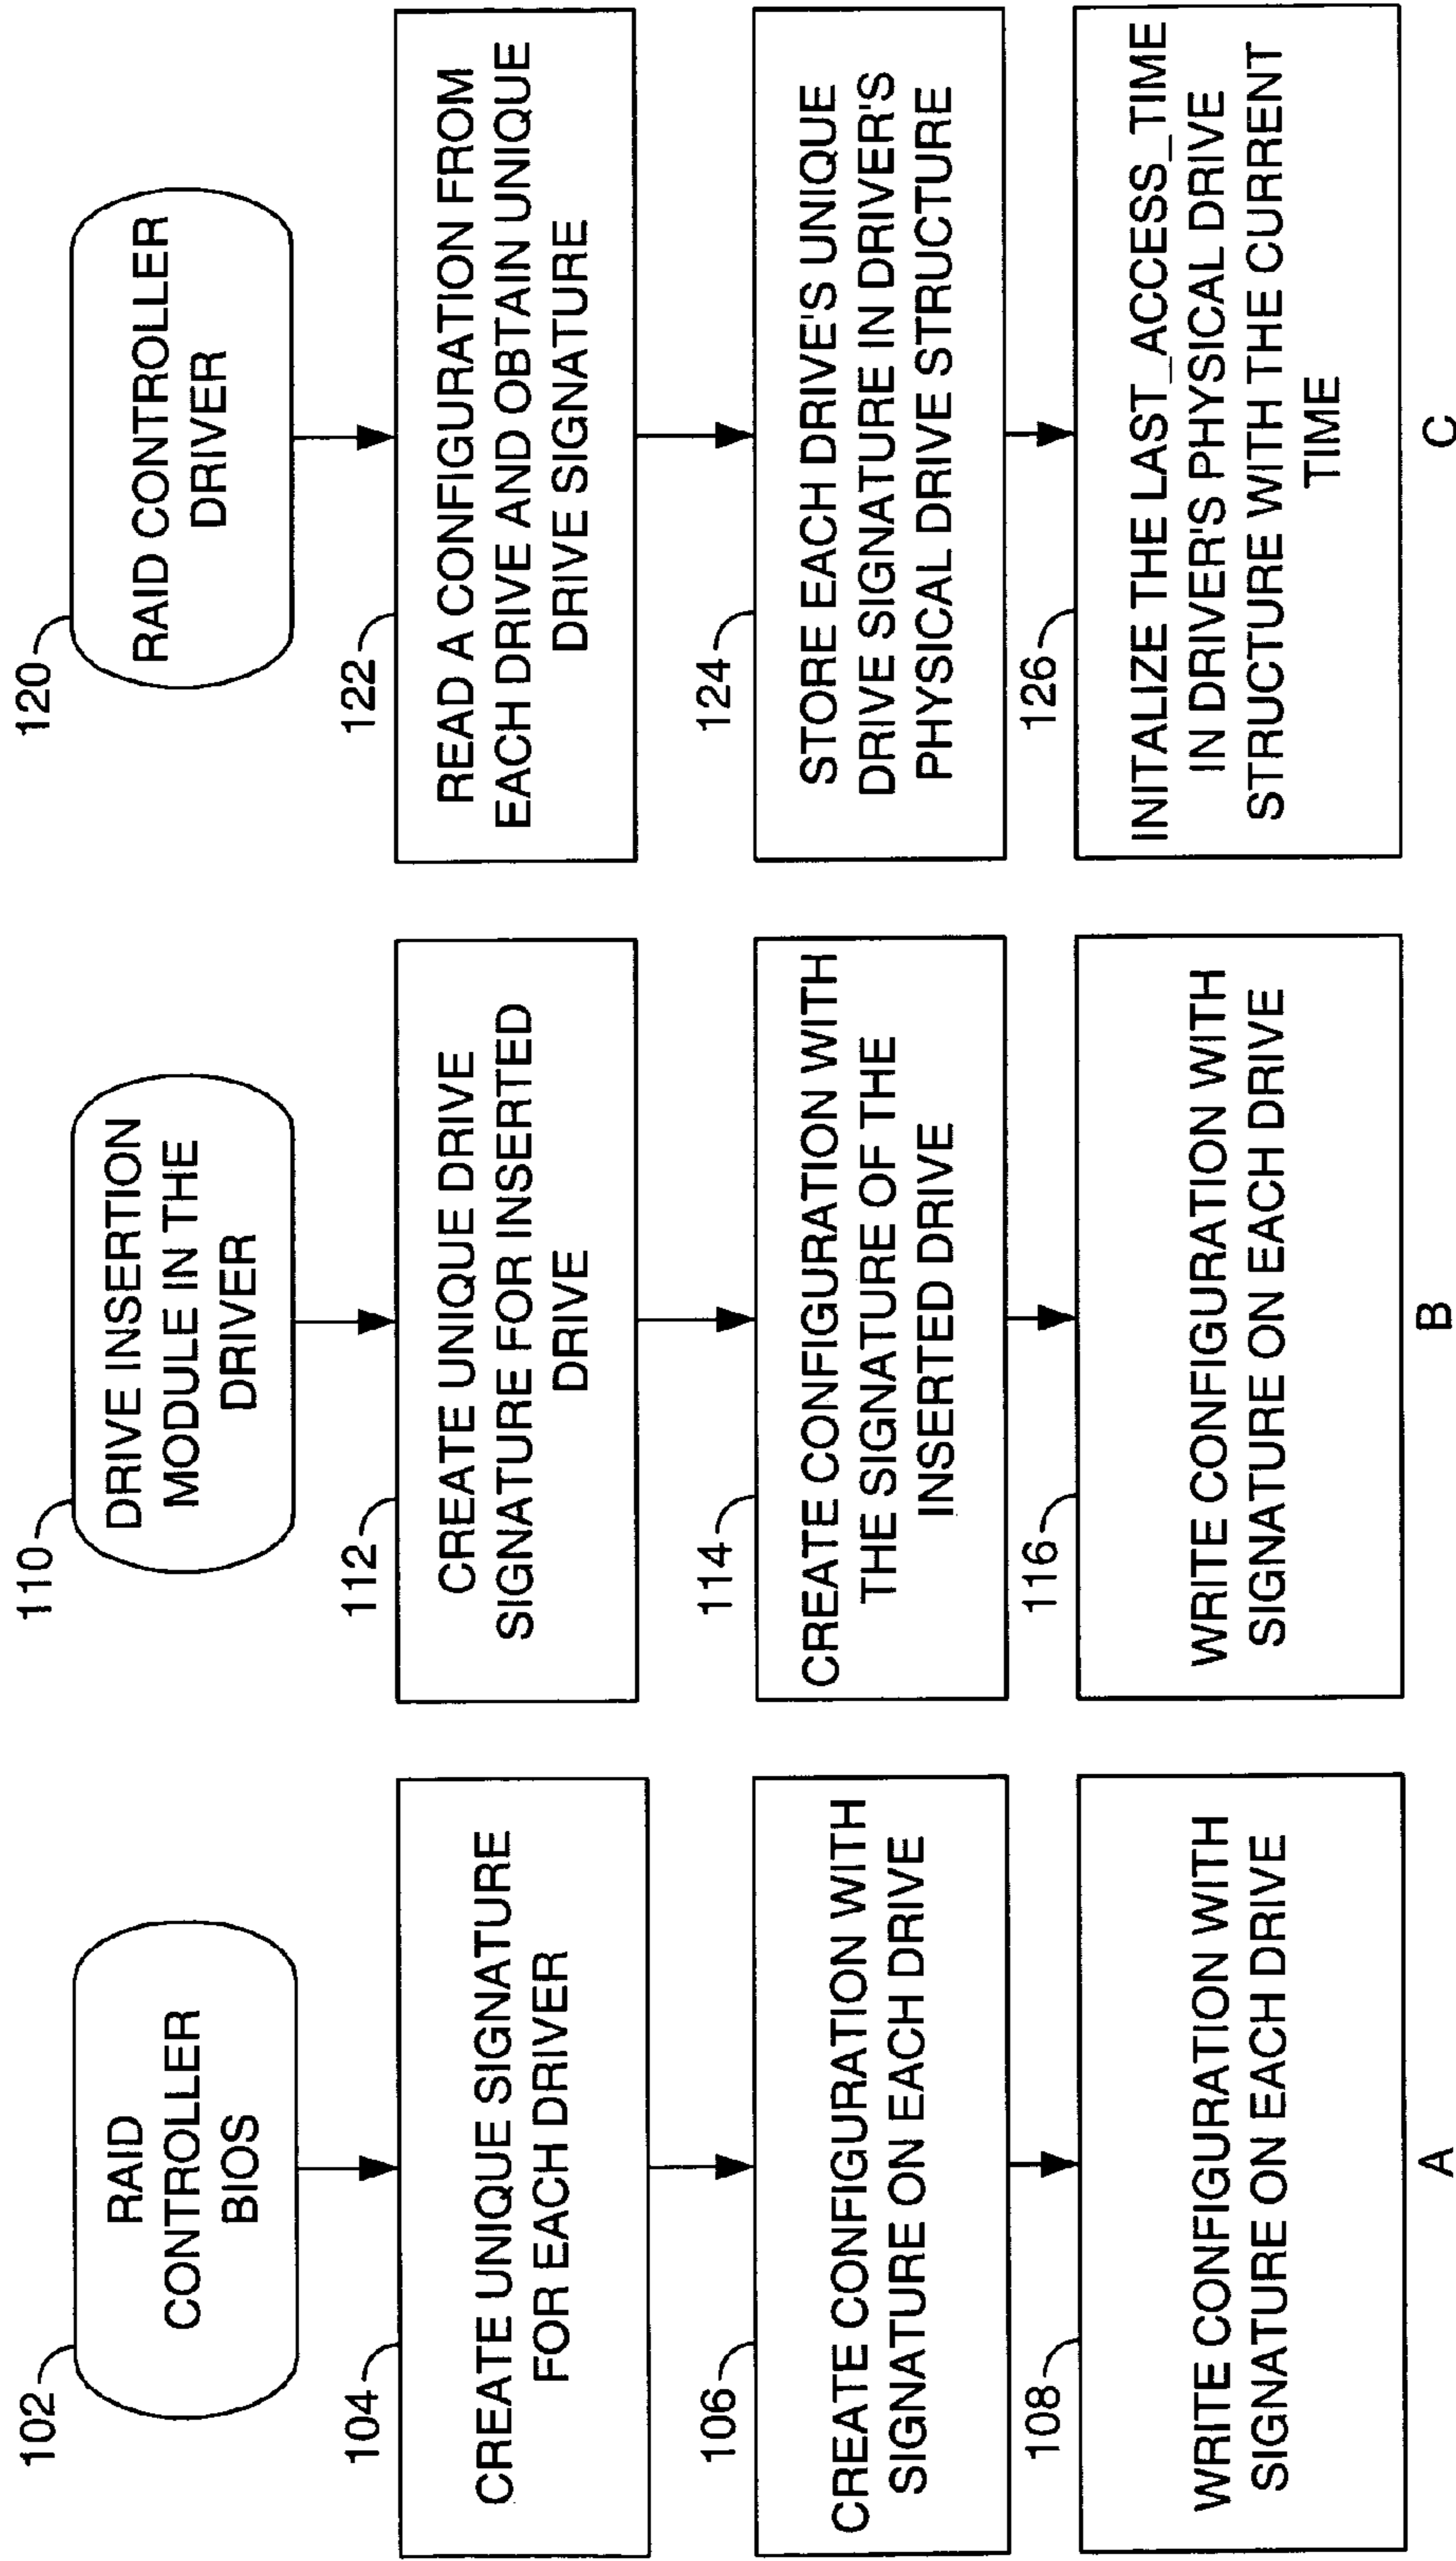 102
RAID
CONTROLLER
BIOS
104
CREATE UNIQUE SIGNATURE
FOR EACH DRIVER
106
CREATE CONFIGURATION WITH
SIGNATURE ON EACH DRIVE
108
WRITE CONFIGURATION WITH
SIGNATURE ON EACH DRIVE
A
110
DRIVE INSERTION
MODULE IN THE
DRIVER
112
CREATE UNIQUE DRIVE
SIGNATURE FOR INSERTED
DRIVE
114
CREATE CONFIGURATION WITH
THE SIGNATURE OF THE
INSERTED DRIVE
116
WRITE CONFIGURATION WITH
SIGNATURE ON EACH DRIVE
B
120
RAID CONTROLLER
DRIVER
122
READ A CONFIGURATION FROM
EACH DRIVE AND OBTAIN UNIQUE
DRIVE SIGNATURE
124
STORE EACH DRIVE'S UNIQUE
DRIVE SIGNATURE IN DRIVER'S
PHYSICAL DRIVE STRUCTURE
126
INITALIZE THE LAST_ACCESS_TIME
IN DRIVER'S PHYSICAL DRIVE
STRUCTURE WITH THE CURRENT
TIME
C